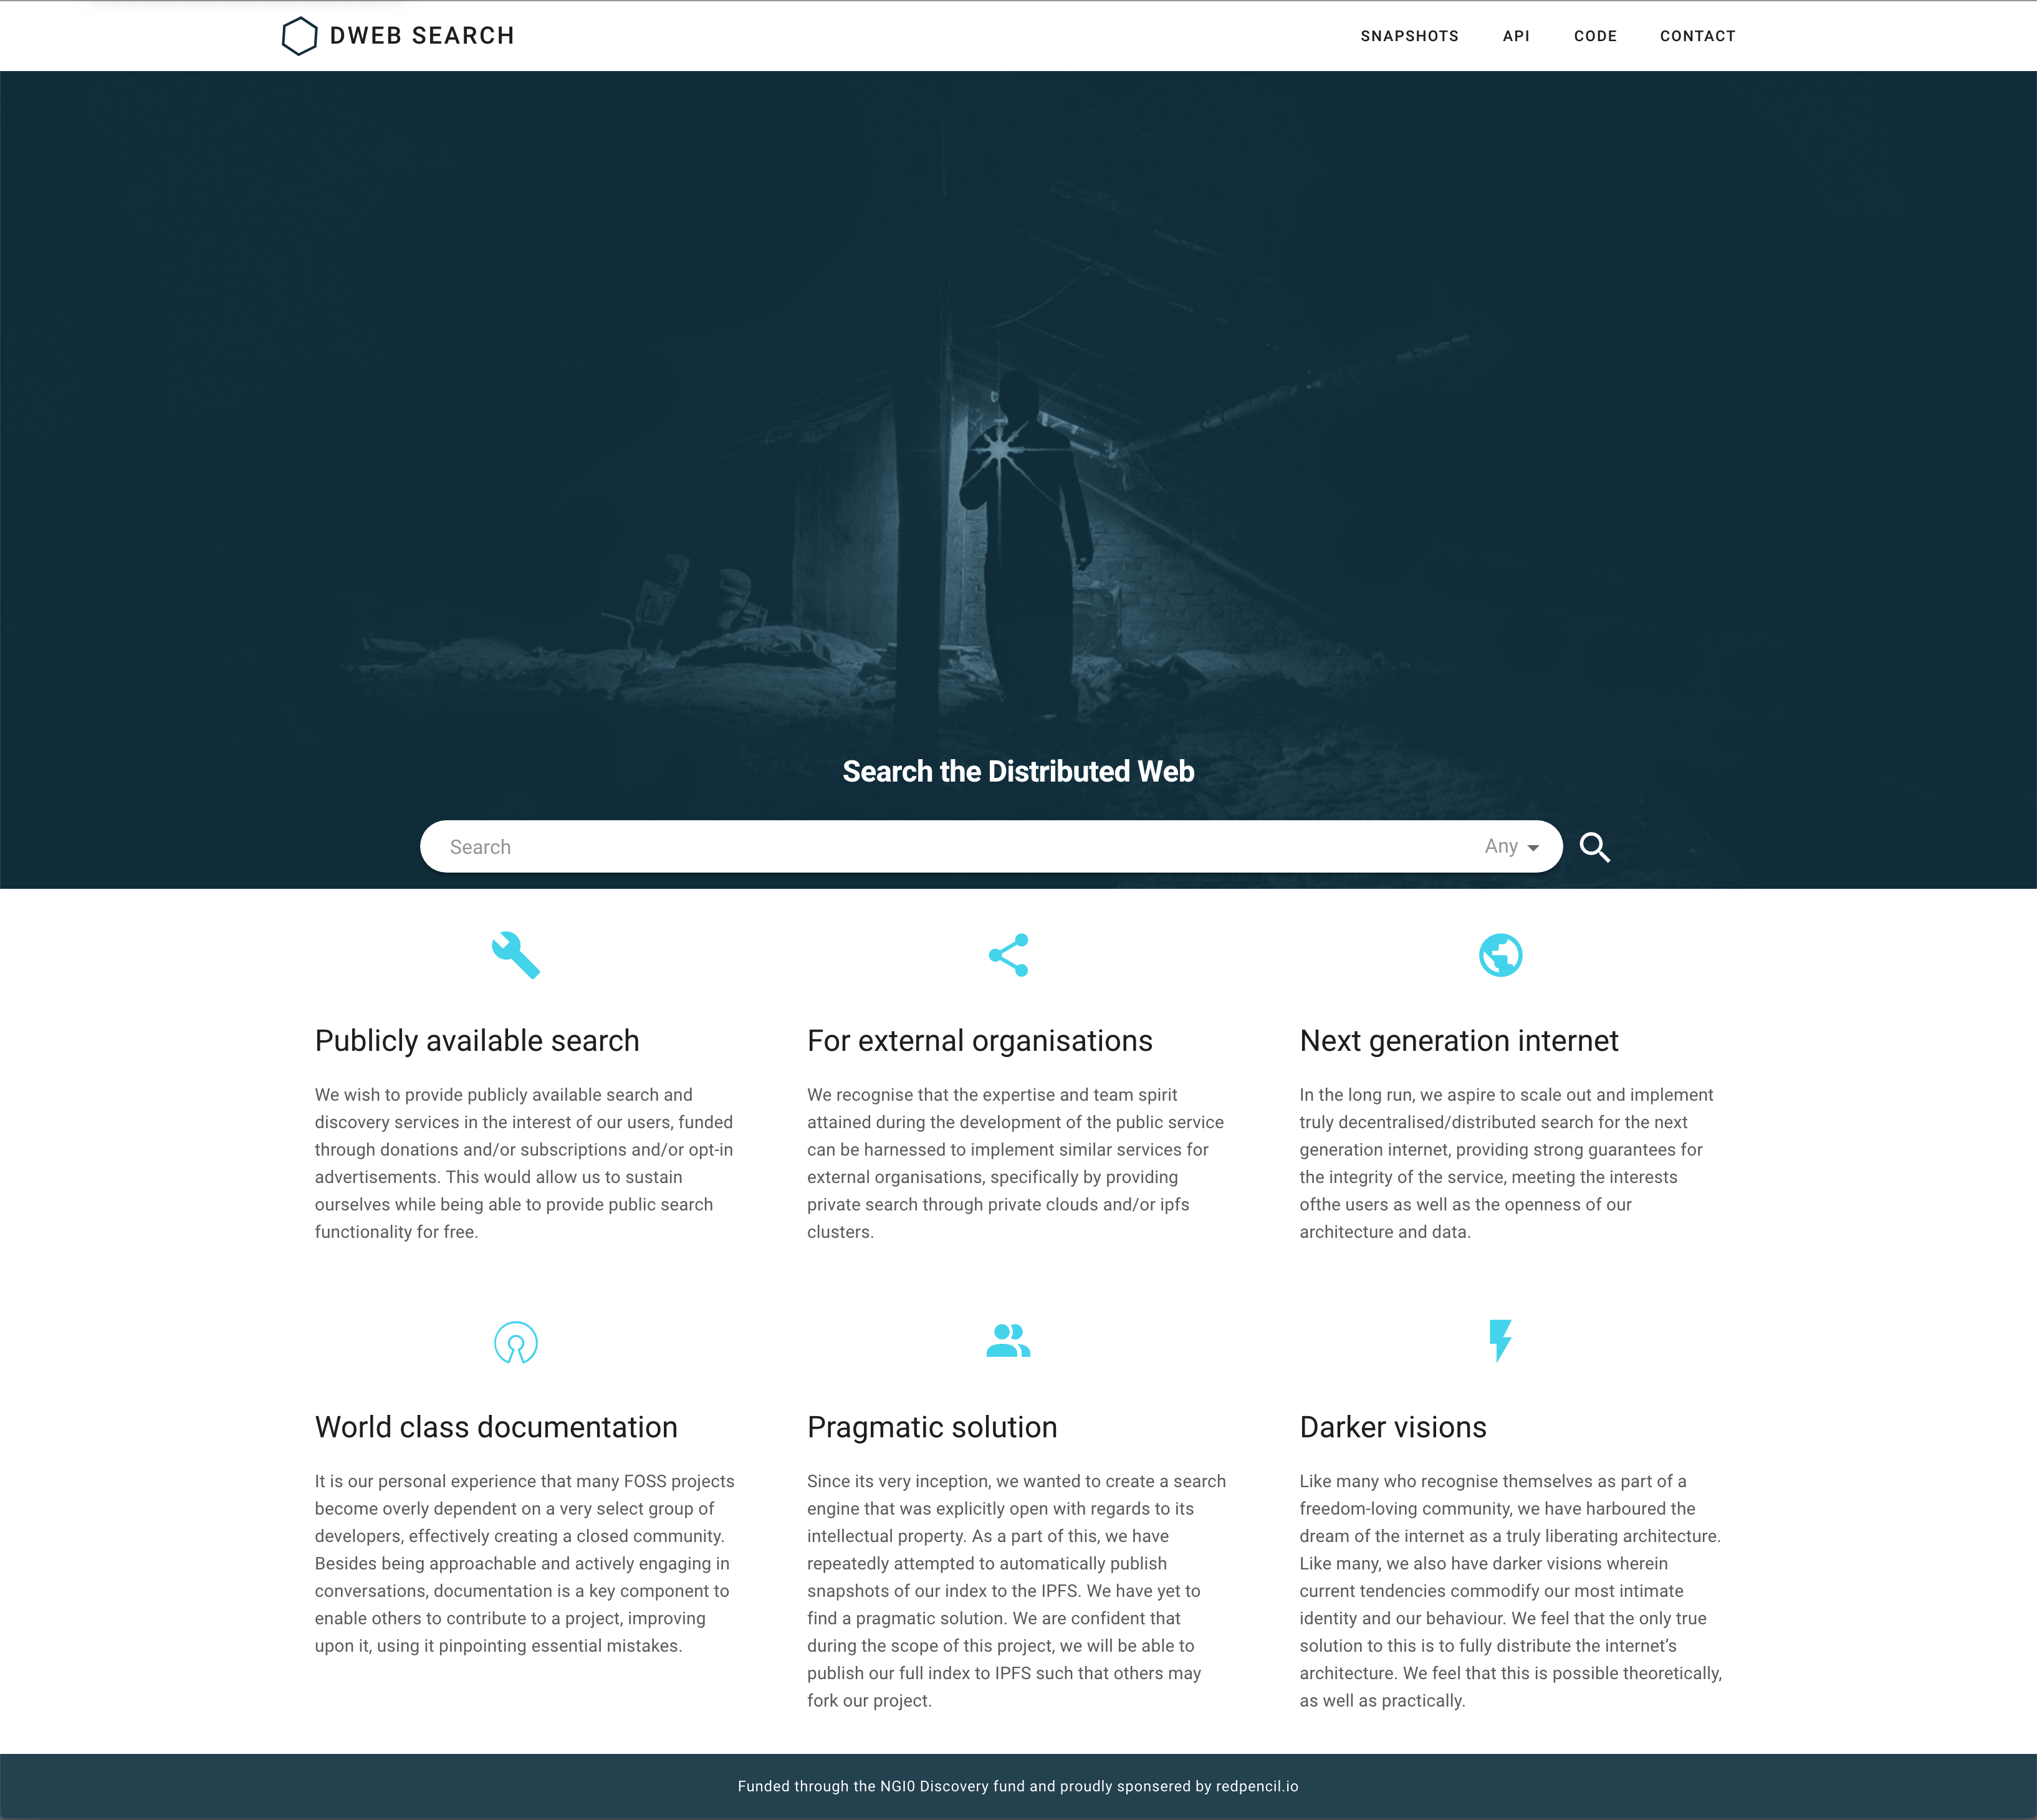 DWEB SEARCH
SNAPSHOTS API CODE CONTACT
Search the Distributed Web
Search Any
Publicly available search
We wish to provide publicly available search and
discovery services in the interest of our users, funded
through donations and/or subscriptions and/or opt-in
advertisements. This would allow us to sustain
ourselves while being able to provide public search
functionality for free.
For external organisations
We recognise that the expertise and team spirit
attained during the development of the public service
can be harnessed to implement similar services for
external organisations, specifically by providing
private search through private clouds and/or ipfs
clusters.
Next generation internet
In the long run, we aspire to scale out and implement
truly decentralised/distributed search for the next
generation internet, providing strong guarantees for
the integrity of the service, meeting the interests
ofthe users as well as the openness of our
architecture and data.
World class documentation
It is our personal experience that many FOSS projects
become overly dependent on a very select group of
developers, effectively creating a closed community.
Besides being approachable and actively engaging in
conversations, documentation is a key component to
enable others to contribute to a project, improving
upon it, using it pinpointing essential mistakes.
Pragmatic solution
Since its very inception, we wanted to create a search
engine that was explicitly open with regards to its
intellectual property. As a part of this, we have
repeatedly attempted to automatically publish
snapshots of our index to the IPFS. We have yet to
find a pragmatic solution. We are confident that
during the scope of this project, we will be able to
publish our full index to IPFS such that others may
fork our project.
Darker visions
Like many who recognise themselves as part of a
freedom-loving community, we have harboured the
dream of the internet as a truly liberating architecture.
Like many, we also have darker visions wherein
current tendencies commodify our most intimate
identity and our behaviour. We feel that the only true
solution to this is to fully distribute the internet’s
architecture. We feel that this is possible theoretically,
as well as practically.
Funded through the NGI0 Discovery fund and proudly sponsered by redpencil.io